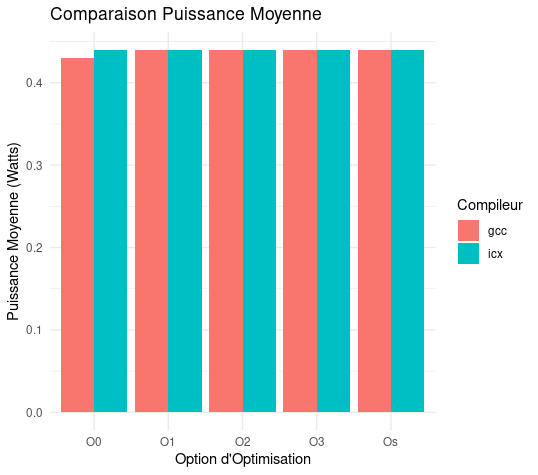 Comparaison Puissance Moyenne
Puissance Moyenne (Watts)
0.4
0.3
0.2
0.1
0.0
O0 O1 O2 O3 Os
Option d'Optimisation
Compileur
gcc
icx